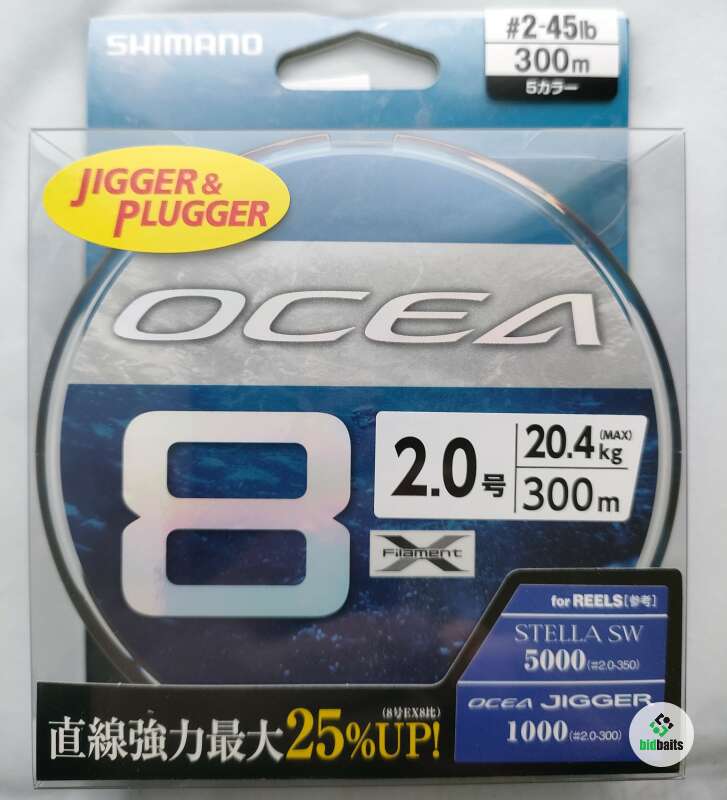 SHIMANO
#2-45lb
300m
5カラー
JIGGER &
PLUGGER
OCEA
8
2.0号
20.4kg (MAX)
300m
X
Filament
for REELS[参考]
STELLA SW
5000(#2.0-350)
OCEA JIGGER
1000(#2.0-300)
(8号EX8比)
直線強力最大25%UP!
bidbaits